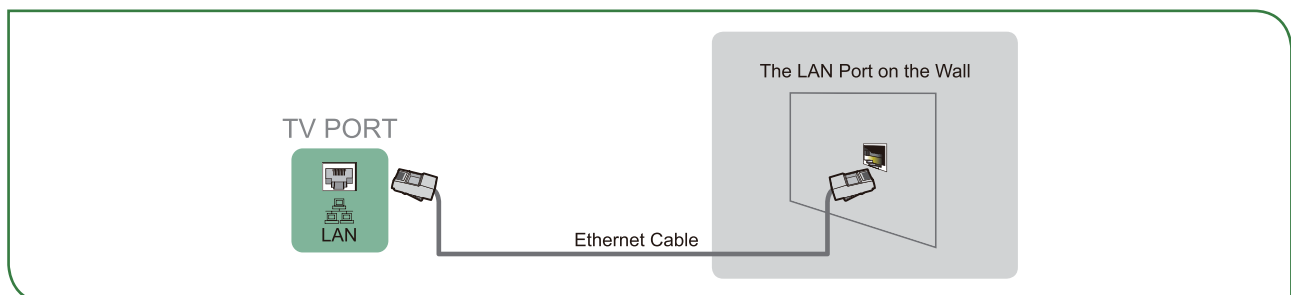 The LAN Port on the Wall
TV PORT
LAN
Ethernet Cable